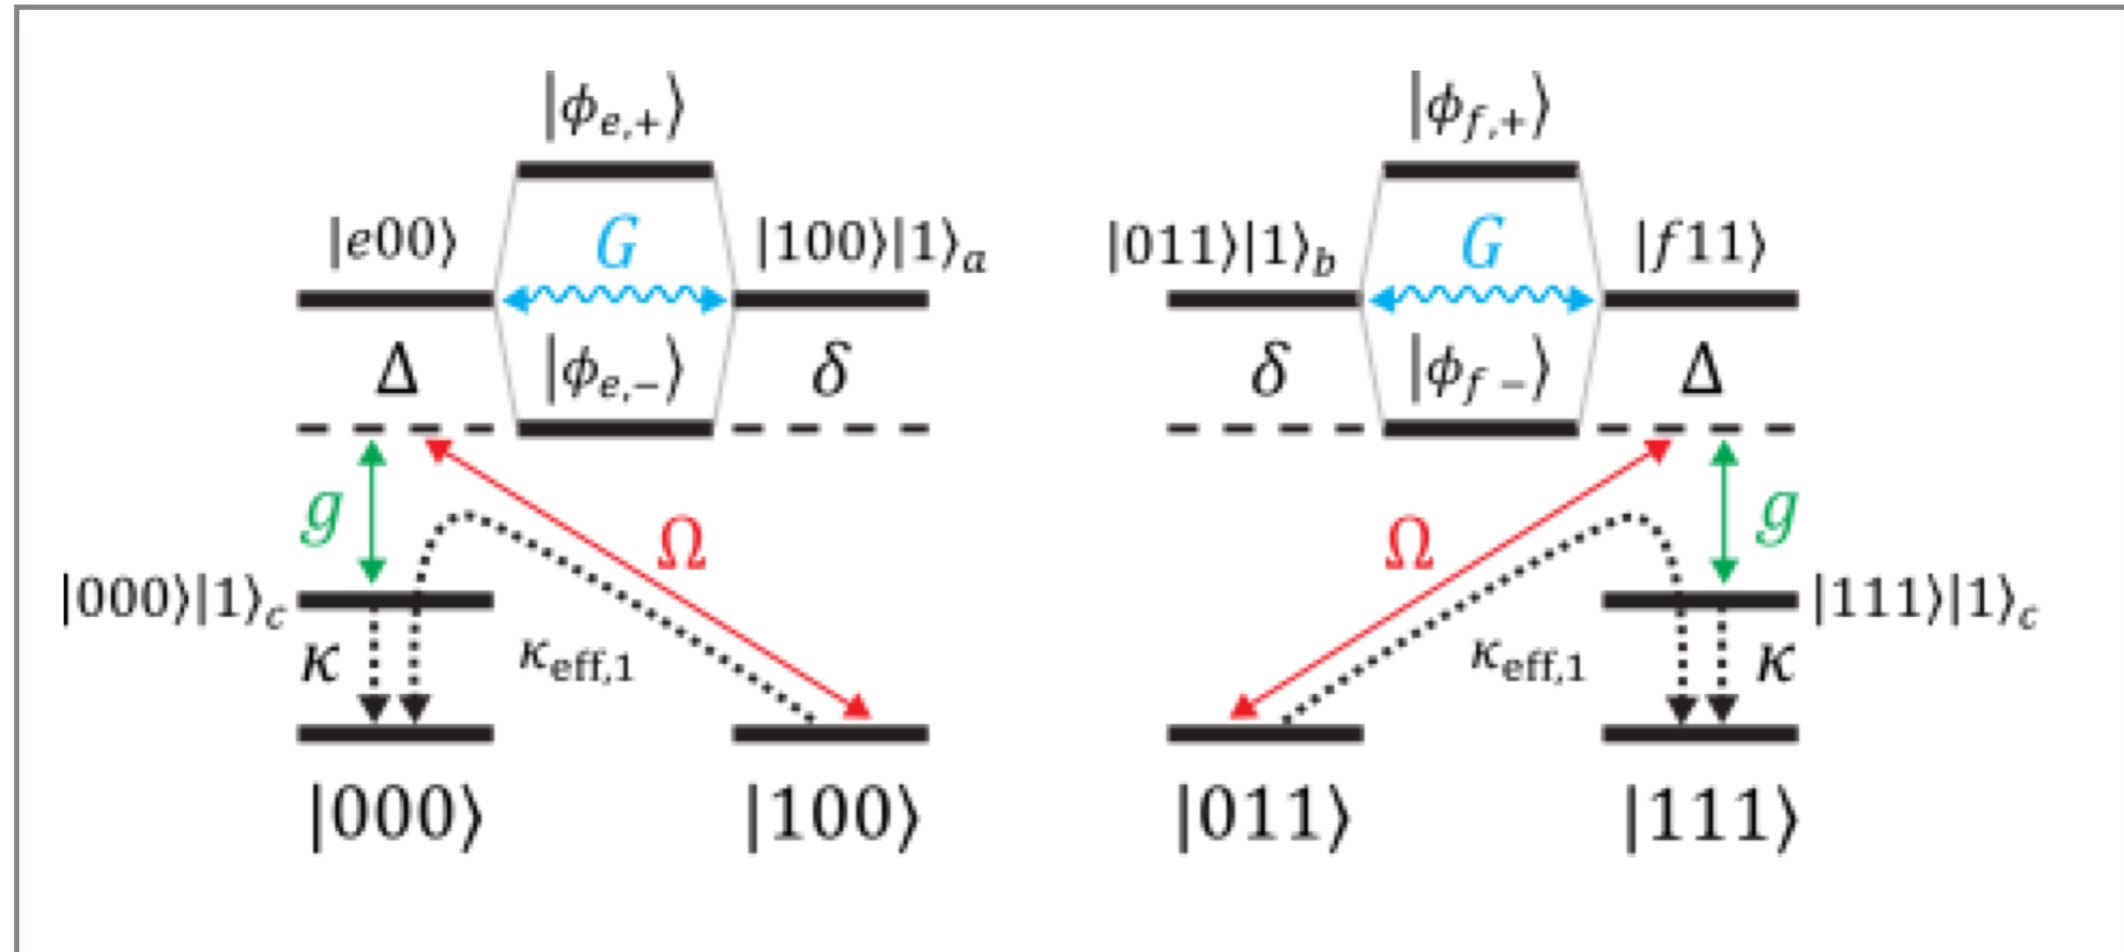 |ϕe,+⟩ |ϕf,+⟩
|e00⟩ G |100⟩|1⟩a |011⟩|1⟩b G |f11⟩
Δ |ϕe,−⟩ δ δ |ϕf −⟩ Δ
g Ω Ω g
|000⟩|1⟩c |111⟩|1⟩c
κ κeff,1 κeff,1 κ
|000⟩ |100⟩ |011⟩ |111⟩